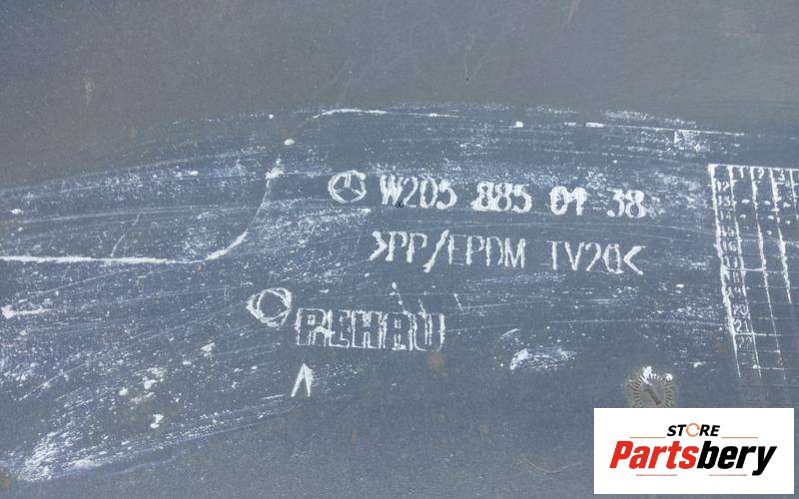 W205 885 01 38
>PP/EPDM TV20<
REHAU
STORE
Partsbery